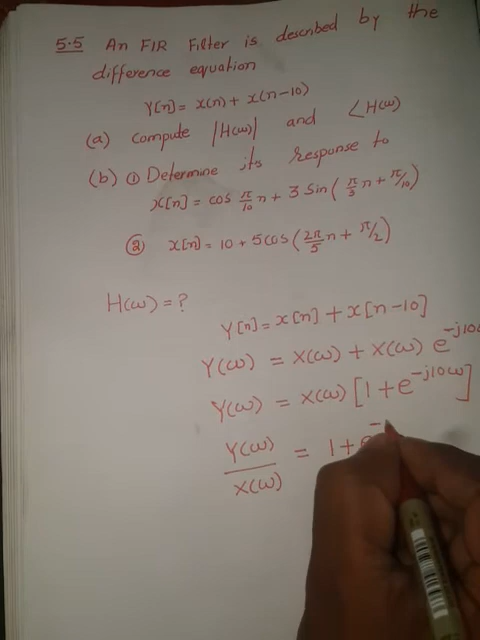 5.5 An FIR Filter is described by the
difference equation
Y[n] = x(n) + x(n-10)
(a) Compute |H(ω)| and ∠H(ω)
(b) ① Determine its response to
x[n] = cos π/10 n + 3 sin(π/3 n + π/10)
② x[n] = 10 + 5cos(2π/5 n + π/2)
H(ω) = ?
Y[n] = x[n] + x[n-10]
Y(ω) = X(ω) + X(ω) e^-j10ω
Y(ω) = X(ω) [1 + e^-j10ω]
Y(ω)/X(ω) = 1 + e^-